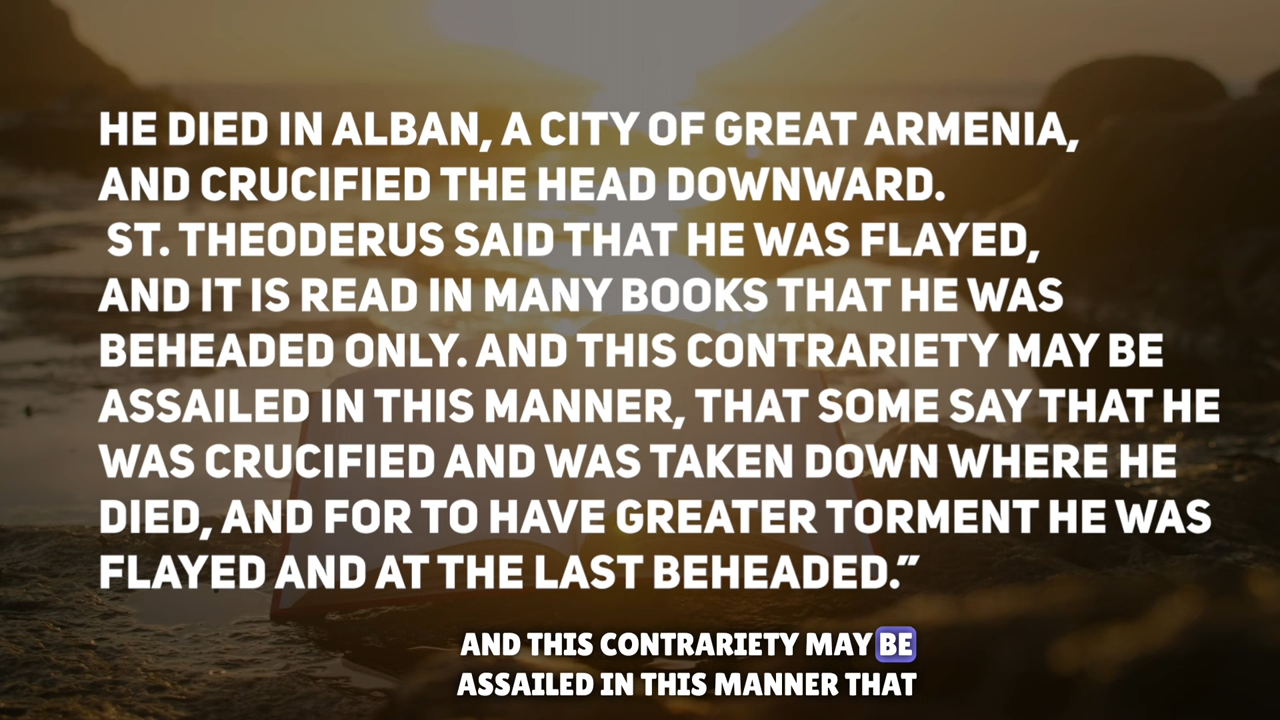 HE DIED IN ALBAN, A CITY OF GREAT ARMENIA,
AND CRUCIFIED THE HEAD DOWNWARD.
ST. THEODERUS SAID THAT HE WAS FLAYED,
AND IT IS READ IN MANY BOOKS THAT HE WAS
BEHEADED ONLY. AND THIS CONTRARIETY MAY BE
ASSAILED IN THIS MANNER, THAT SOME SAY THAT HE
WAS CRUCIFIED AND WAS TAKEN DOWN WHERE HE
DIED, AND FOR TO HAVE GREATER TORMENT HE WAS
FLAYED AND AT THE LAST BEHEADED.”
AND THIS CONTRARIETY MAY BE
ASSAILED IN THIS MANNER THAT